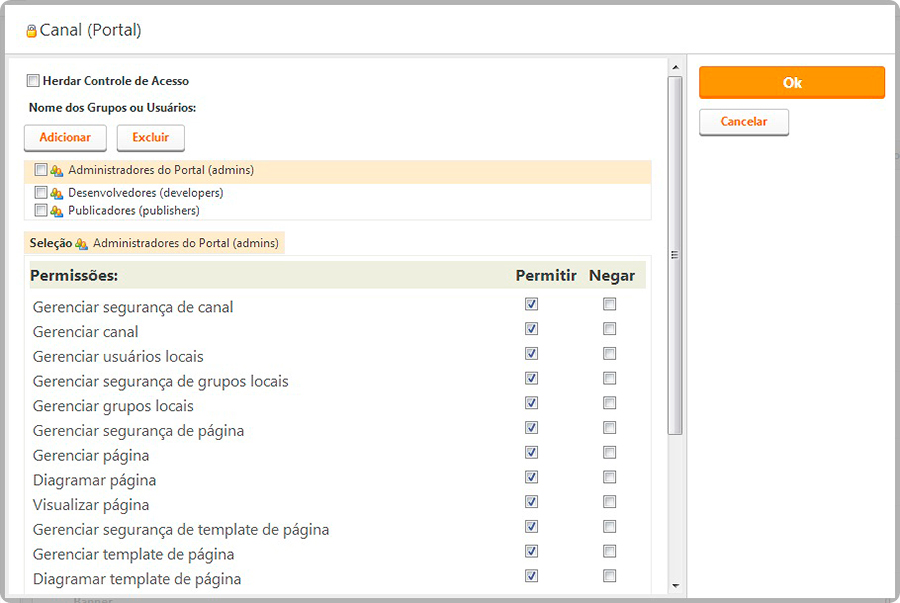 Canal (Portal)
Herdar Controle de Acesso
Nome dos Grupos ou Usuários:
Adicionar Excluir
Administradores do Portal (admins)
Desenvolvedores (developers)
Publicadores (publishers)
Seleção Administradores do Portal (admins)
Permissões: Permitir Negar
Gerenciar segurança de canal
Gerenciar canal
Gerenciar usuários locais
Gerenciar segurança de grupos locais
Gerenciar grupos locais
Gerenciar segurança de página
Gerenciar página
Diagramar página
Visualizar página
Gerenciar segurança de template de página
Gerenciar template de página
Diagramar template de página
Ok
Cancelar